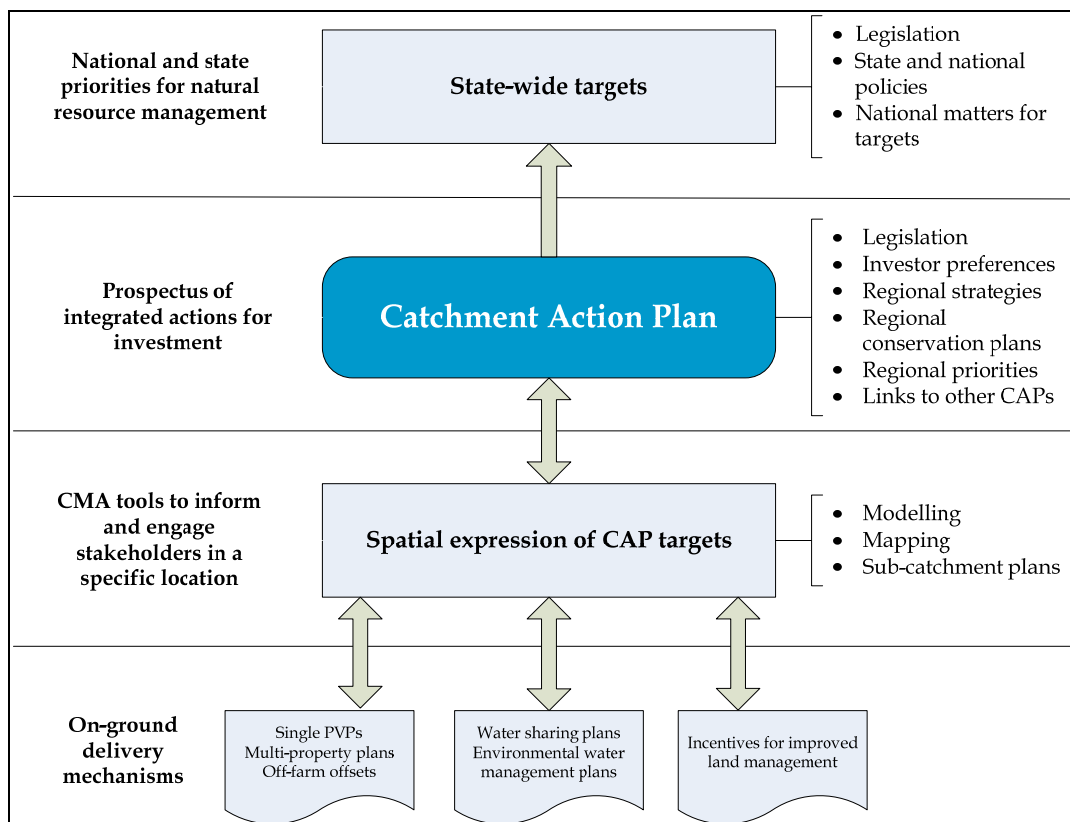 National and state
priorities for natural
resource management
State-wide targets
Legislation
State and national
policies
National matters for
targets
Prospectus of
integrated actions for
investment
Catchment Action Plan
Legislation
Investor preferences
Regional strategies
Regional
conservation plans
Regional priorities
Links to other CAPs
CMA tools to inform
and engage
stakeholders in a
specific location
Spatial expression of CAP targets
Modelling
Mapping
Sub-catchment plans
On-ground
delivery
mechanisms
Single PVPs
Multi-property plans
Off-farm offsets
Water sharing plans
Environmental water
management plans
Incentives for improved
land management